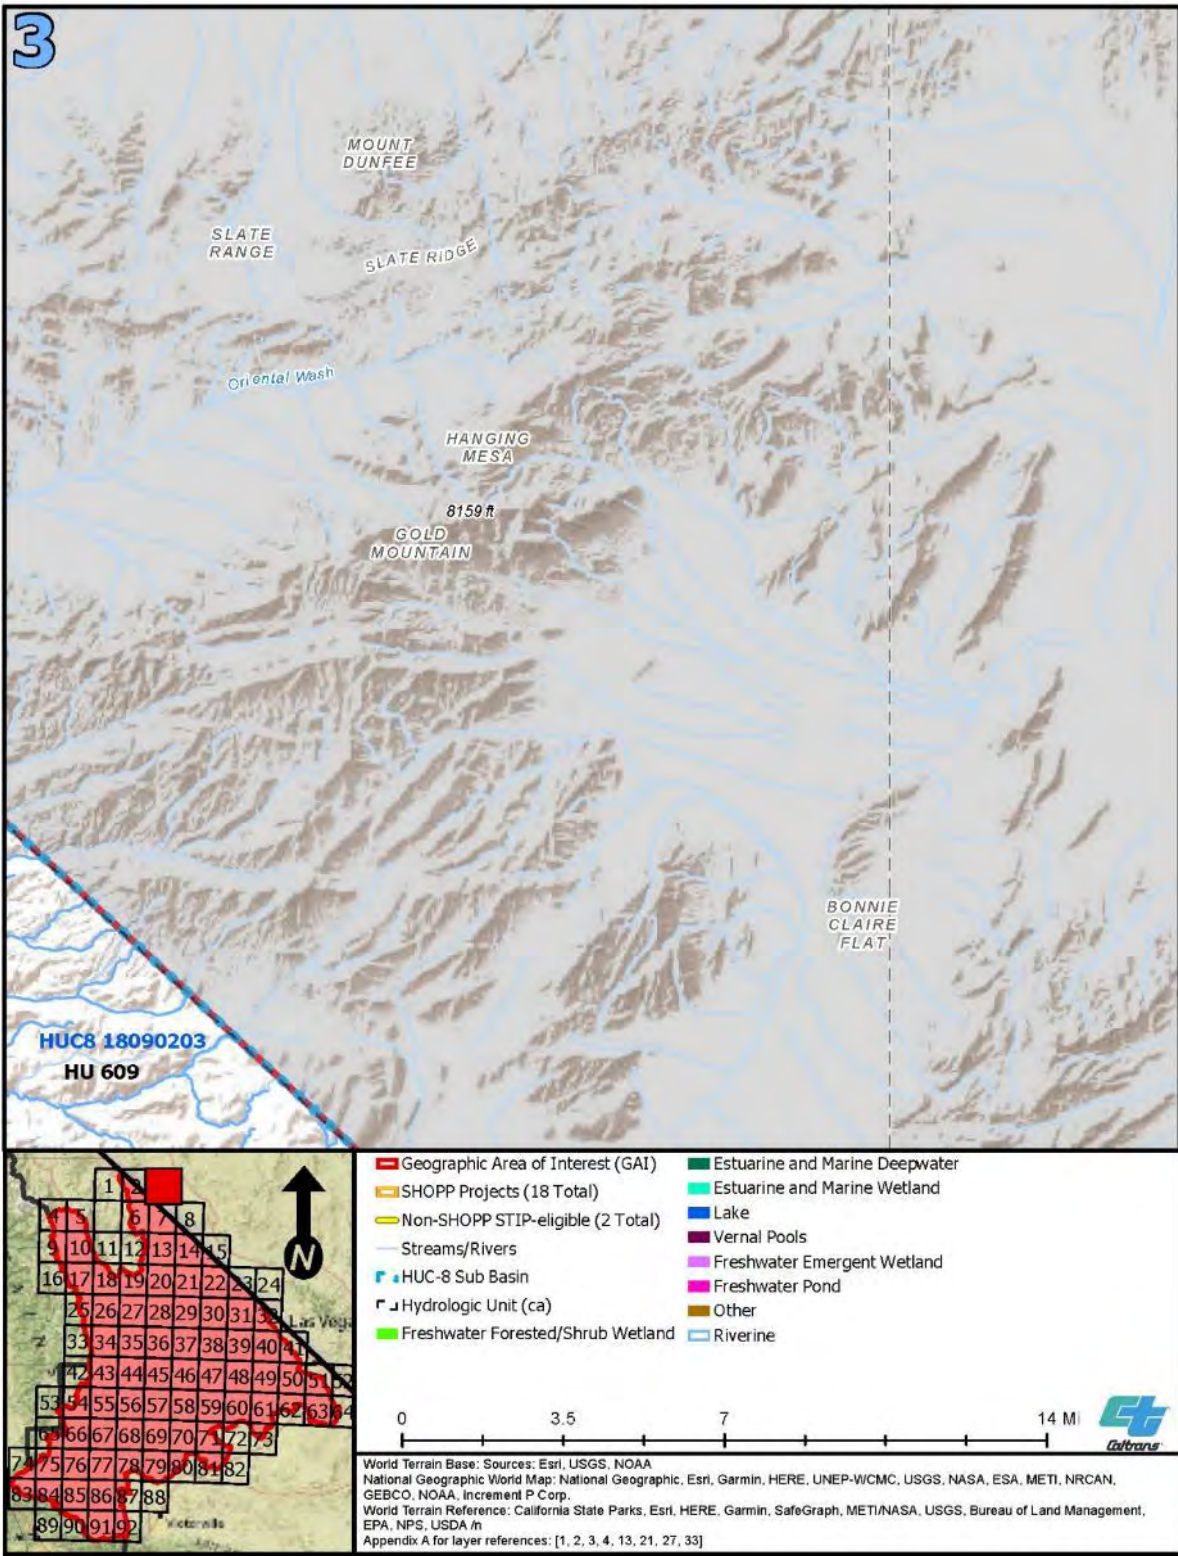 3
MOUNT
DUNFEE
SLATE
RANGE
SLATE RIDGE
Oriental Wash
HANGING
MESA
8159 ft
GOLD
MOUNTAIN
BONNIE
CLAIRE
FLAT
HUC8 18090203
HU 609
1 2
4 5 6 7 8
9 10 11 12 13 14 15
16 17 18 19 20 21 22 23 24
25 26 27 28 29 30 31 32
Las Vega
33 34 35 36 37 38 39 40 41
42 43 44 45 46 47 48 49 50 51 52
53 54 55 56 57 58 59 60 61 62 63 64
65 66 67 68 69 70 71 72 73
74 75 76 77 78 79 80 81 82
83 84 85 86 87 88
89 90 91 92
Victorville
N
Geographic Area of Interest (GAI)
SHOPP Projects (18 Total)
Non-SHOPP STIP-eligible (2 Total)
Streams/Rivers
HUC-8 Sub Basin
Hydrologic Unit (ca)
Freshwater Forested/Shrub Wetland
Estuarine and Marine Deepwater
Estuarine and Marine Wetland
Lake
Vernal Pools
Freshwater Emergent Wetland
Freshwater Pond
Other
Riverine
0 3.5 7 14 Mi
Caltrans
World Terrain Base: Sources: Esri, USGS, NOAA
National Geographic World Map: National Geographic, Esri, Garmin, HERE, UNEP-WCMC, USGS, NASA, ESA, METI, NRCAN,
GEBCO, NOAA, Increment P Corp.
World Terrain Reference: California State Parks, Esri, HERE, Garmin, SafeGraph, METI/NASA, USGS, Bureau of Land Management,
EPA, NPS, USDA /n
Appendix A for layer references: [1, 2, 3, 4, 13, 21, 27, 33]